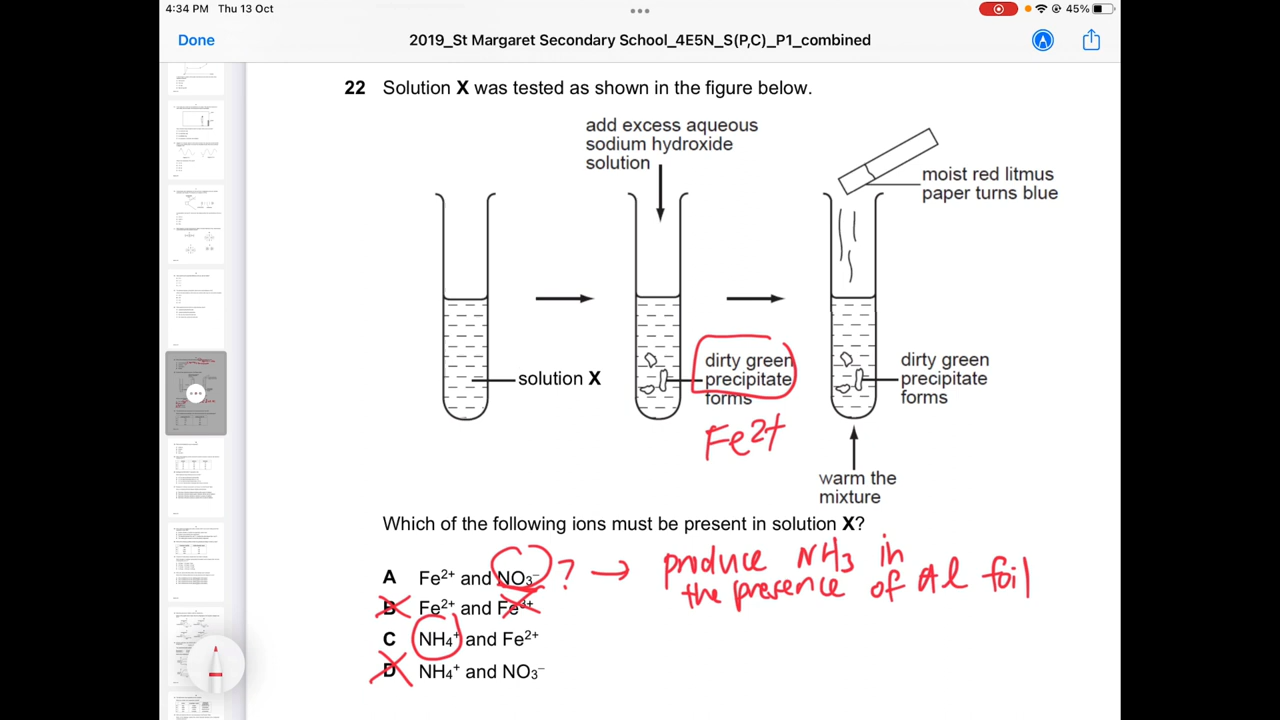 4:34 PM Thu 13 Oct
45%
Done
2019_St Margaret Secondary School_4E5N_S(P,C)_P1_combined
22 Solution X was tested as shown in the figure below.
add excess aqueous
sodium hydroxide
solution
moist red litmus
paper turns blue
solution X
dirty green
precipitate
forms
dirty green
precipitate
forms
Fe2+
warm the
mixture
Which of the following ions must be present in solution X?
A Fe²⁺ and NO₃⁻
? → produce NH3 in
the presence of Al foil
B Fe²⁺ and
C NH₄⁺ and Fe²⁺
D NH₄⁺ and NO₃⁻